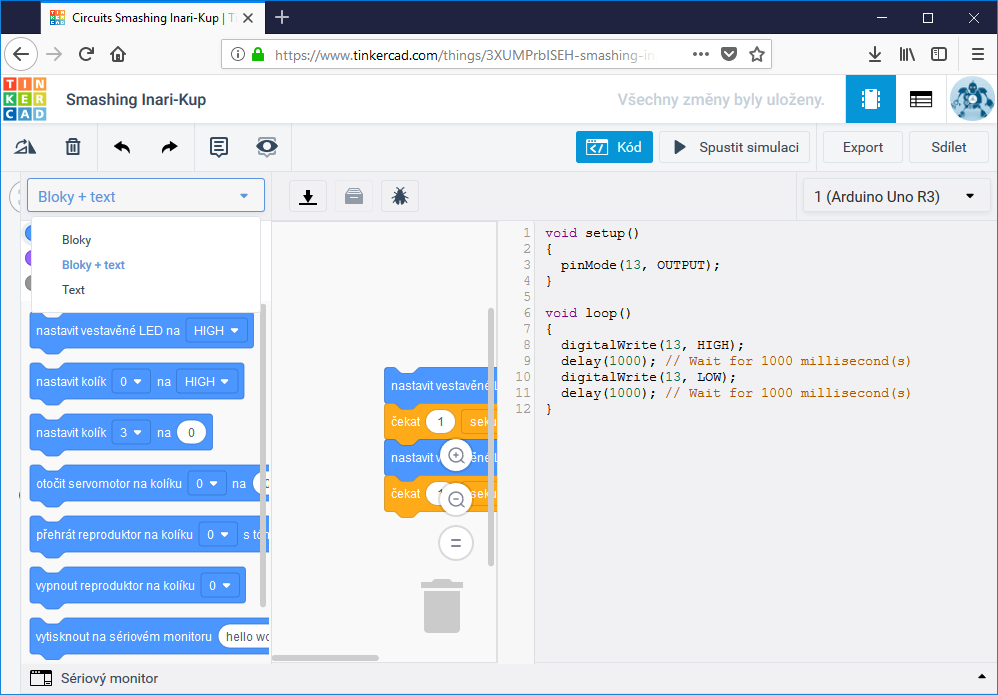 Circuits Smashing Inari-Kup | T
https://www.tinkercad.com/things/3XUMPrbISEH-smashing-in
TIN
KER
CAD
Smashing Inari-Kup
Všechny změny byly uloženy.
Kód
Spustit simulaci
Export
Sdílet
Bloky + text
1 (Arduino Uno R3)
Bloky
Bloky + text
Text
nastavit vestavěné LED na HIGH
nastavit kolík 0 na HIGH
nastavit kolík 3 na 0
otočit servomotor na kolíku 0 na
přehrát reproduktor na kolíku 0 s
vypnout reproduktor na kolíku 0
vytisknout na sériovém monitoru hello
nastavit vestavěné
čekat 1
nastavit
čekat
1 void setup()
2 {
3 pinMode(13, OUTPUT);
4 }
5
6 void loop()
7 {
8 digitalWrite(13, HIGH);
9 delay(1000); // Wait for 1000 millisecond(s)
10 digitalWrite(13, LOW);
11 delay(1000); // Wait for 1000 millisecond(s)
12 }
Sériový monitor